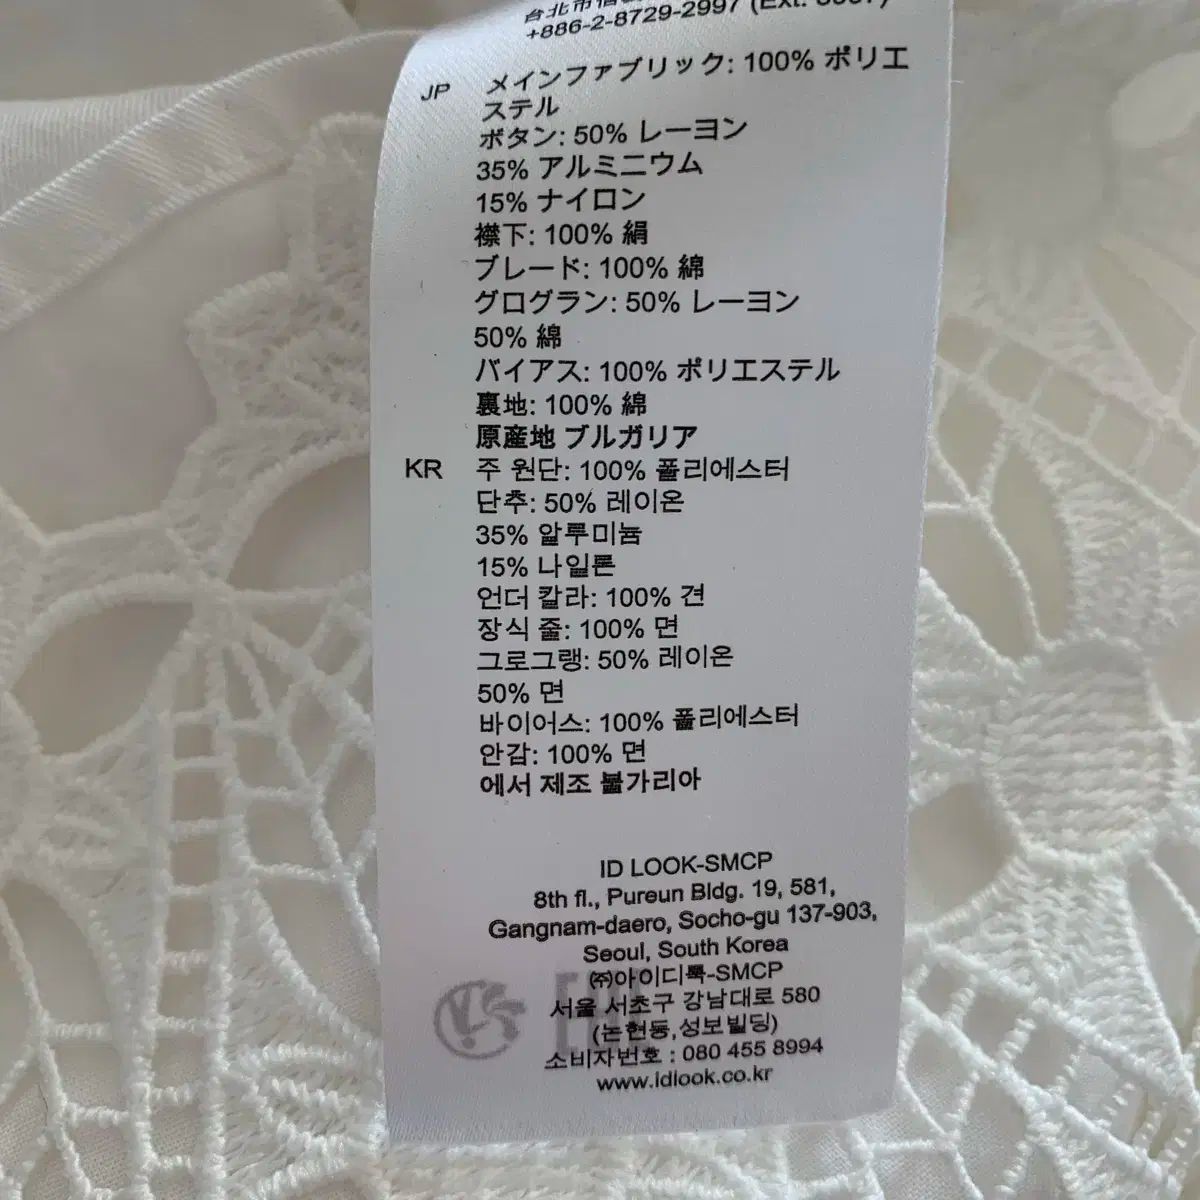 +886-2-8729-2997 (Ext.
JP メインファブリック: 100% ポリエ
ステル
ボタン: 50% レーヨン
35% アルミニウム
15% ナイロン
襟下: 100% 絹
ブレード: 100% 綿
グログラン: 50% レーヨン
50% 綿
バイアス: 100% ポリエステル
裏地: 100% 綿
原産地 ブルガリア
KR 주 원단: 100% 폴리에스터
단추: 50% 레이온
35% 알루미늄
15% 나일론
언더 칼라: 100% 견
장식 줄: 100% 면
그로그랭: 50% 레이온
50% 면
바이어스: 100% 폴리에스터
안감: 100% 면
에서 제조 불가리아
ID LOOK-SMCP
8th fl., Pureun Bldg. 19, 581,
Gangnam-daero, Socho-gu 137-903,
Seoul, South Korea
㈜아이디룩-SMCP
서울 서초구 강남대로 580
(논현동,성보빌딩)
소비자번호 : 080 455 8994
www.idlook.co.kr